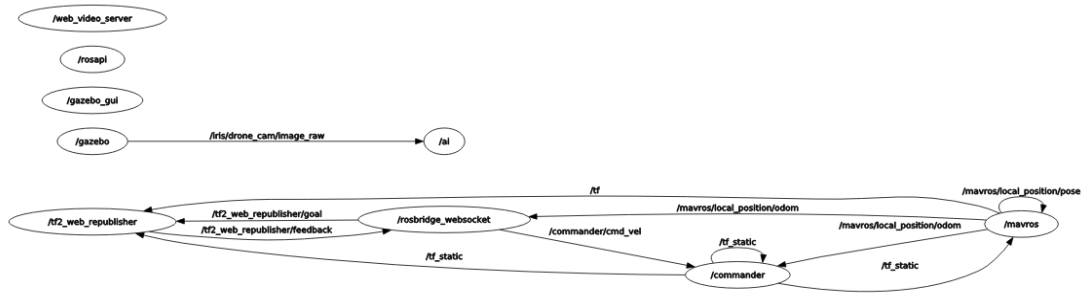 /web_video_server
/rosapi
/gazebo_gui
/gazebo
/iris/drone_cam/image_raw
/ai
/tf
/mavros/local_position/pose
/tf2_web_republisher
/tf2_web_republisher/goal
/tf2_web_republisher/feedback
/rosbridge_websocket
/mavros/local_position/odom
/mavros
/commander/cmd_vel
/mavros/local_position/odom
/tf_static
/tf_static
/commander
/tf_static